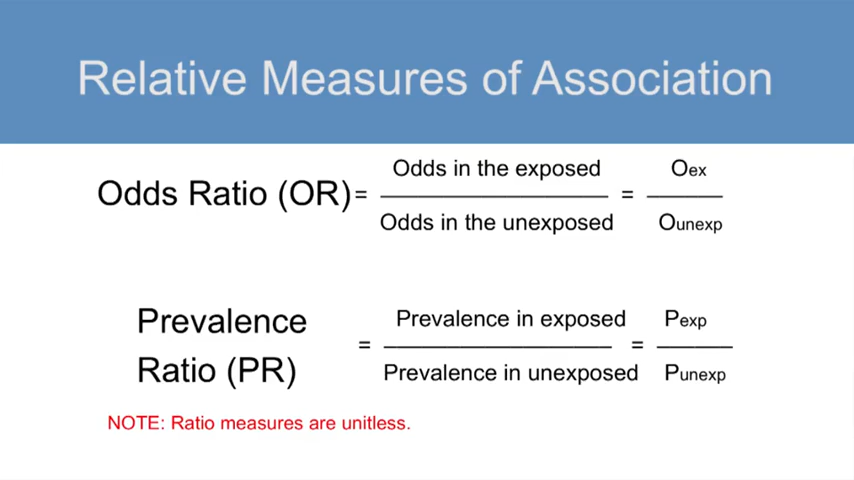 Relative Measures of Association
Odds Ratio (OR) = Odds in the exposed / Odds in the unexposed = Oex / Ounexp
Prevalence Ratio (PR) = Prevalence in exposed / Prevalence in unexposed = Pexp / Punexp
NOTE: Ratio measures are unitless.